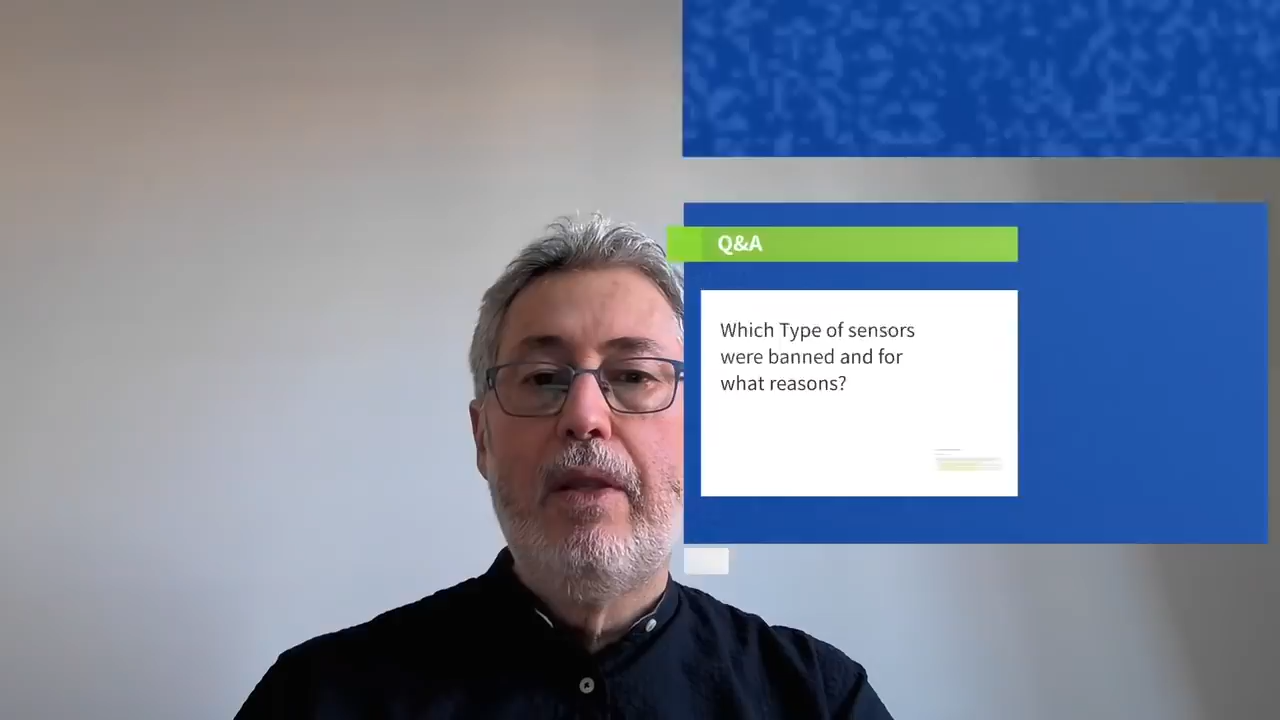 Q&A
Which Type of sensors
were banned and for
what reasons?